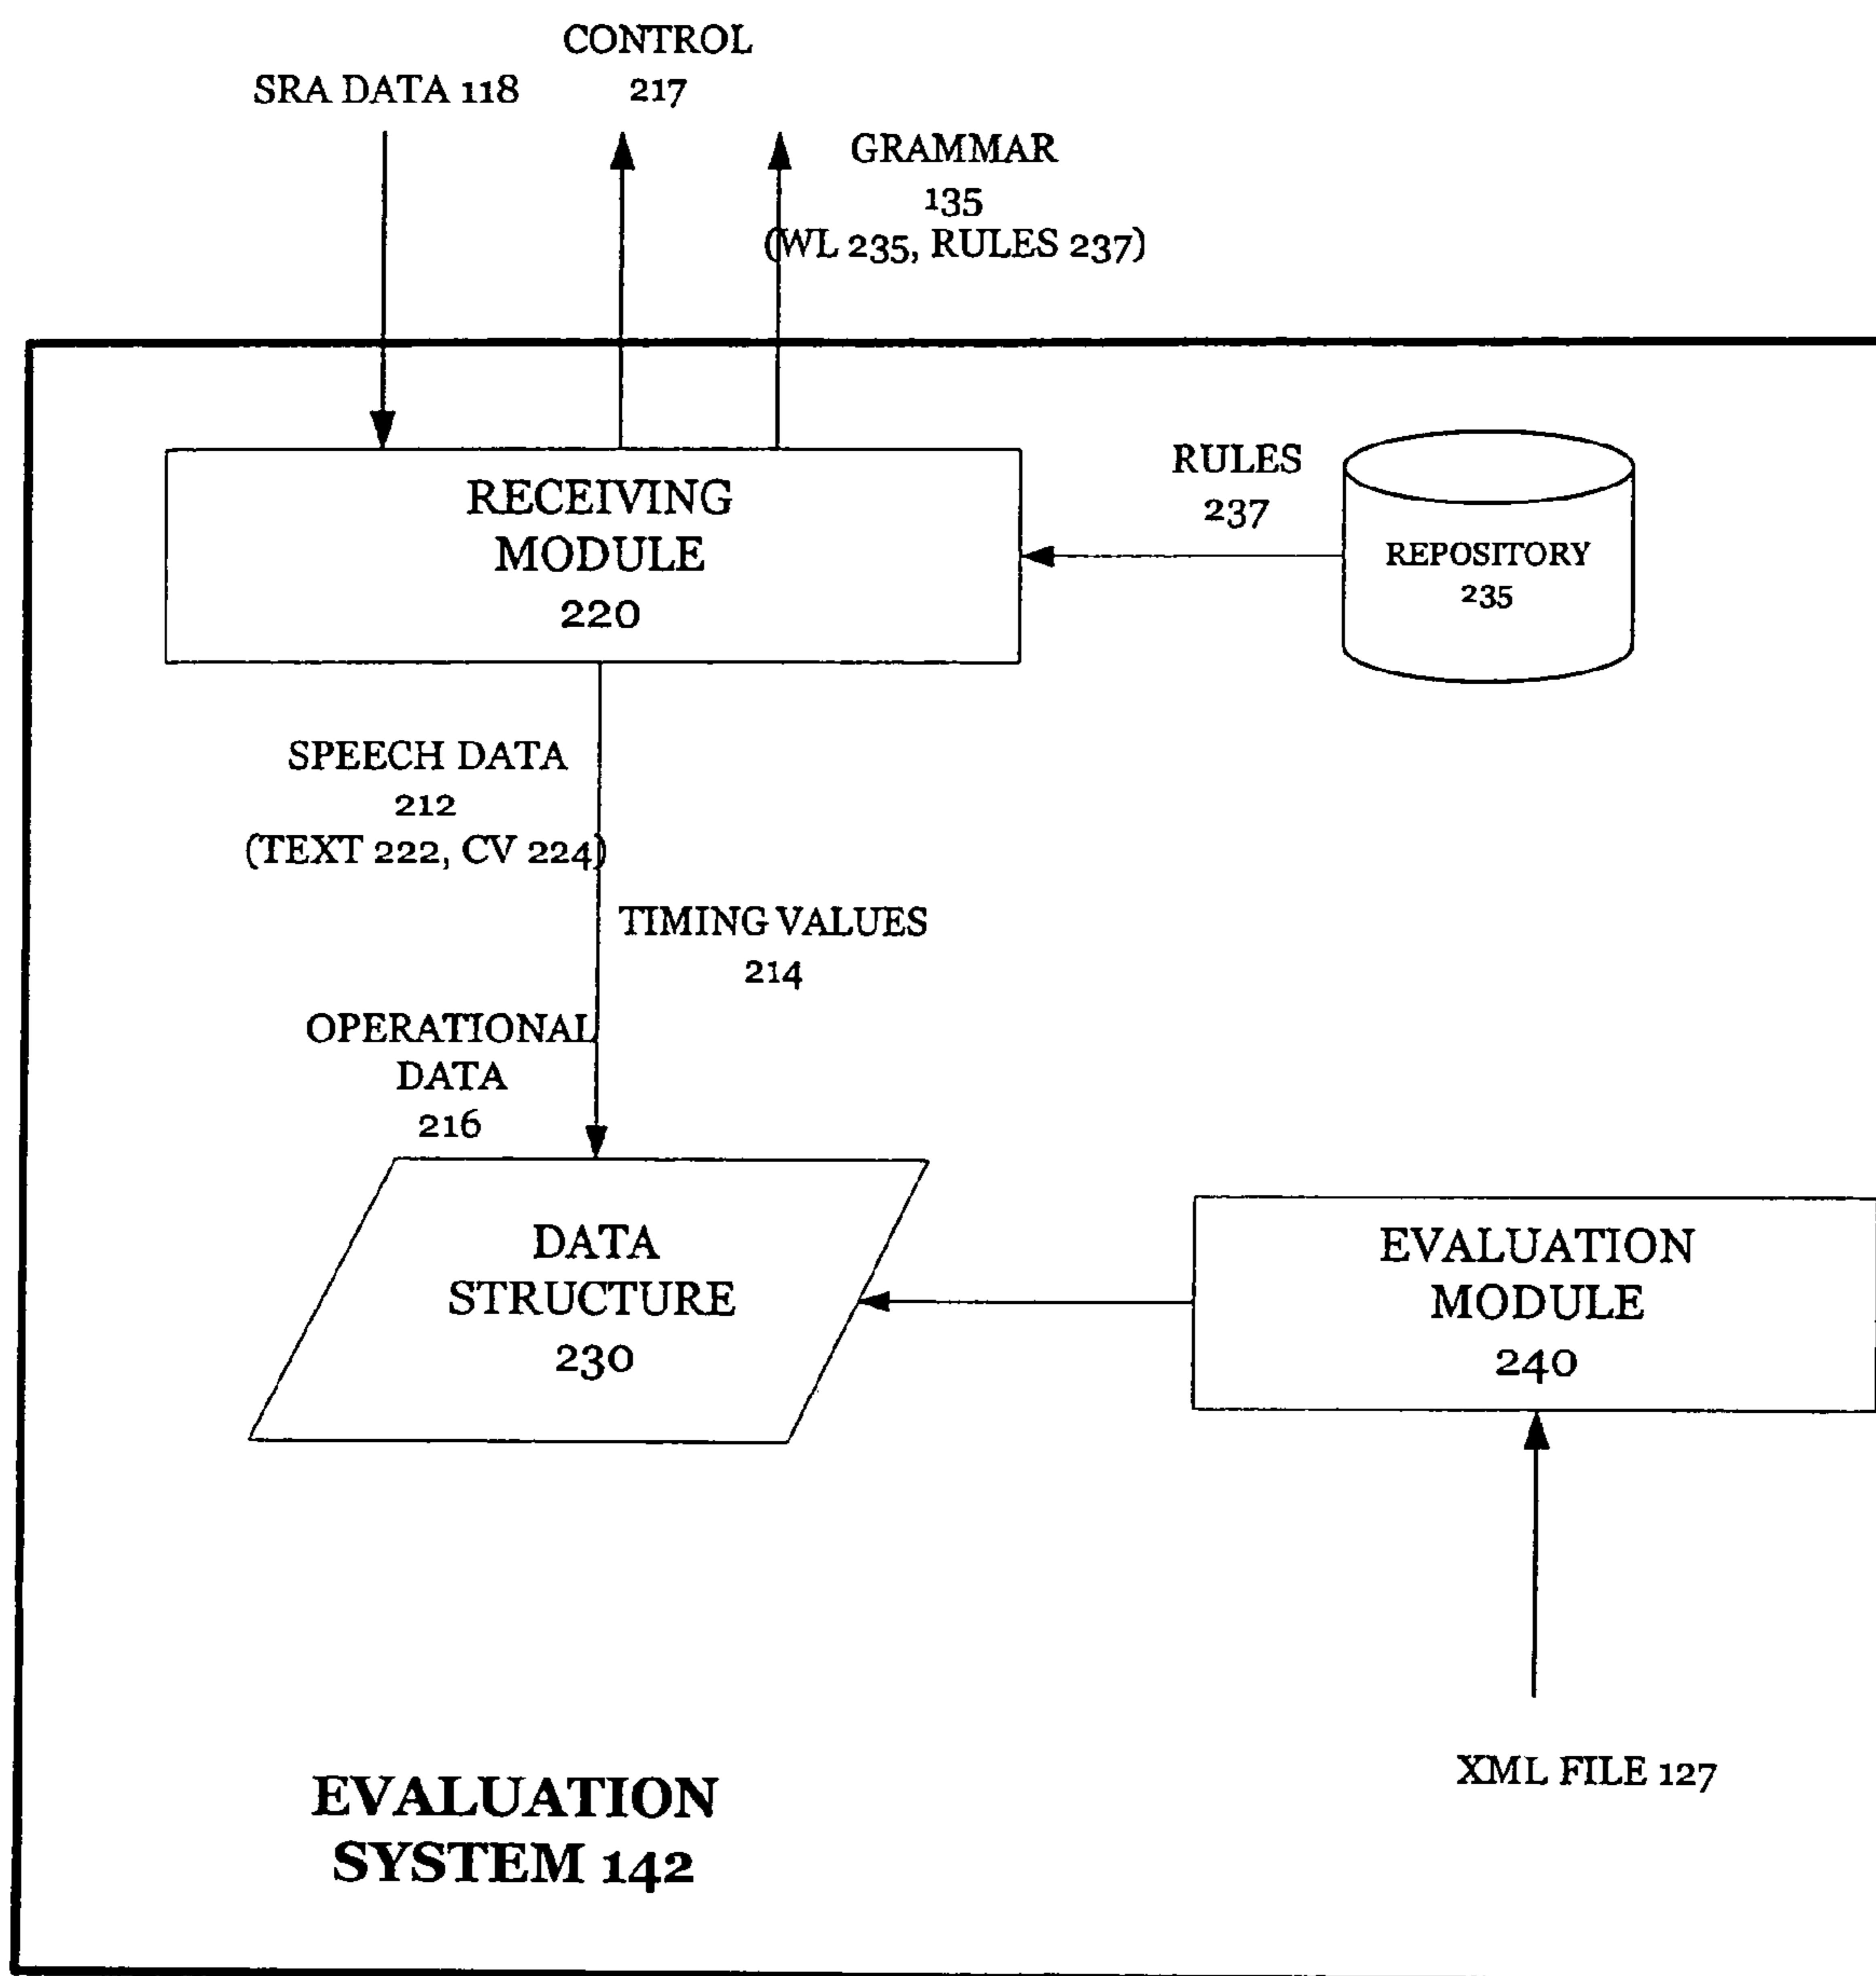 CONTROL
217
SRA DATA 118
GRAMMAR
135
(WL 235, RULES 237)
RECEIVING
MODULE
220
RULES
237
REPOSITORY
235
SPEECH DATA
212
(TEXT 222, CV 224)
TIMING VALUES
214
OPERATIONAL
DATA
216
DATA
STRUCTURE
230
EVALUATION
MODULE
240
XML FILE 127
EVALUATION
SYSTEM 142